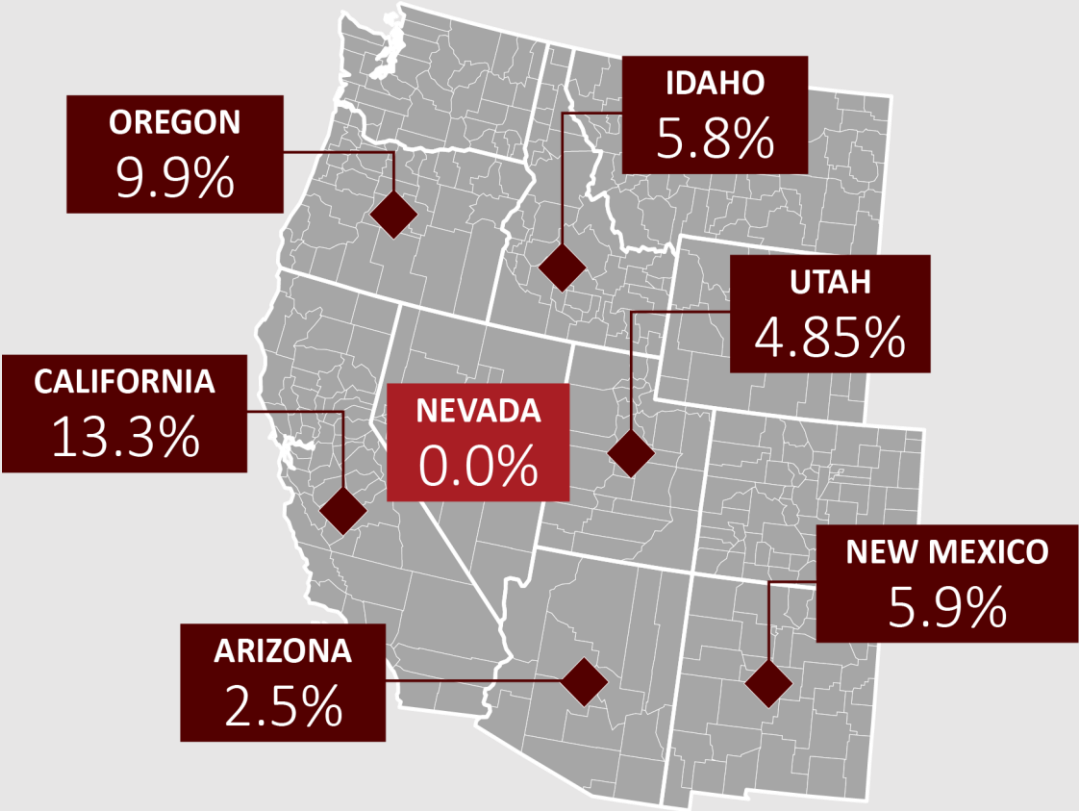 IDAHO
5.8%
OREGON
9.9%
UTAH
4.85%
CALIFORNIA
13.3%
NEVADA
0.0%
NEW MEXICO
5.9%
ARIZONA
2.5%